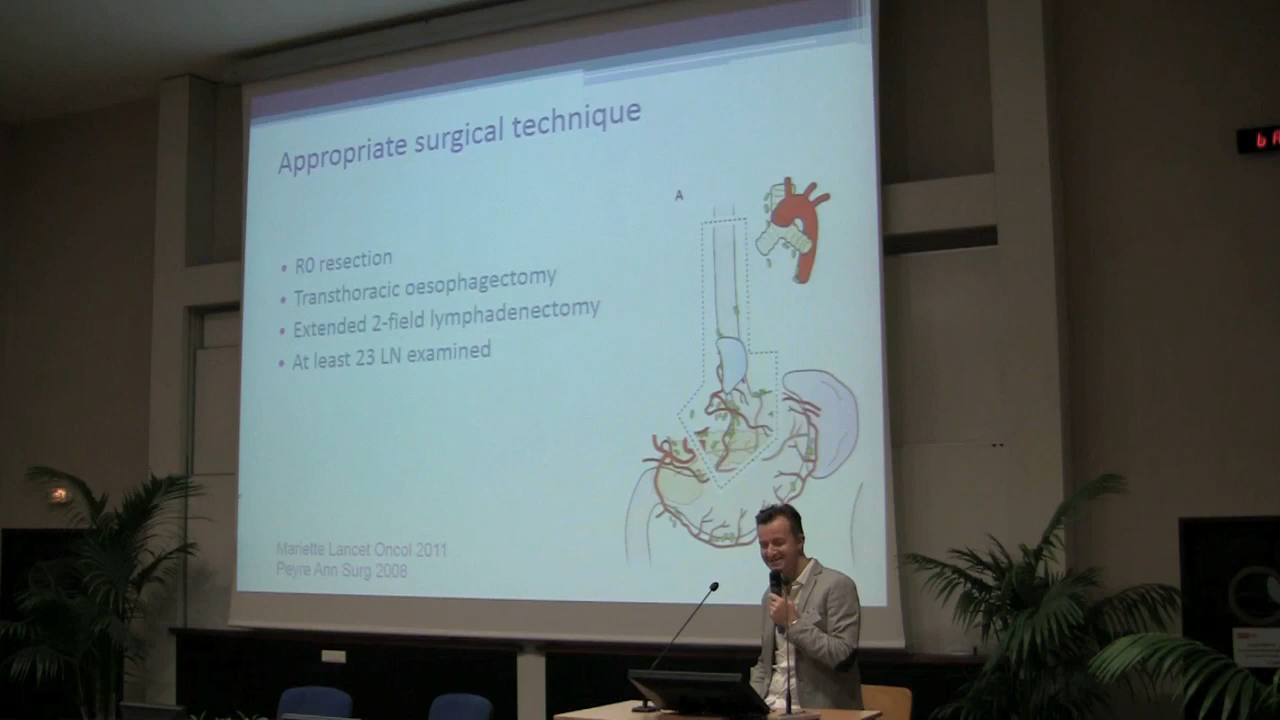 Appropriate surgical technique
A
• R0 resection
• Transthoracic oesophagectomy
• Extended 2-field lymphadenectomy
• At least 23 LN examined
Mariette Lancet Oncol 2011
Peyre Ann Surg 2008